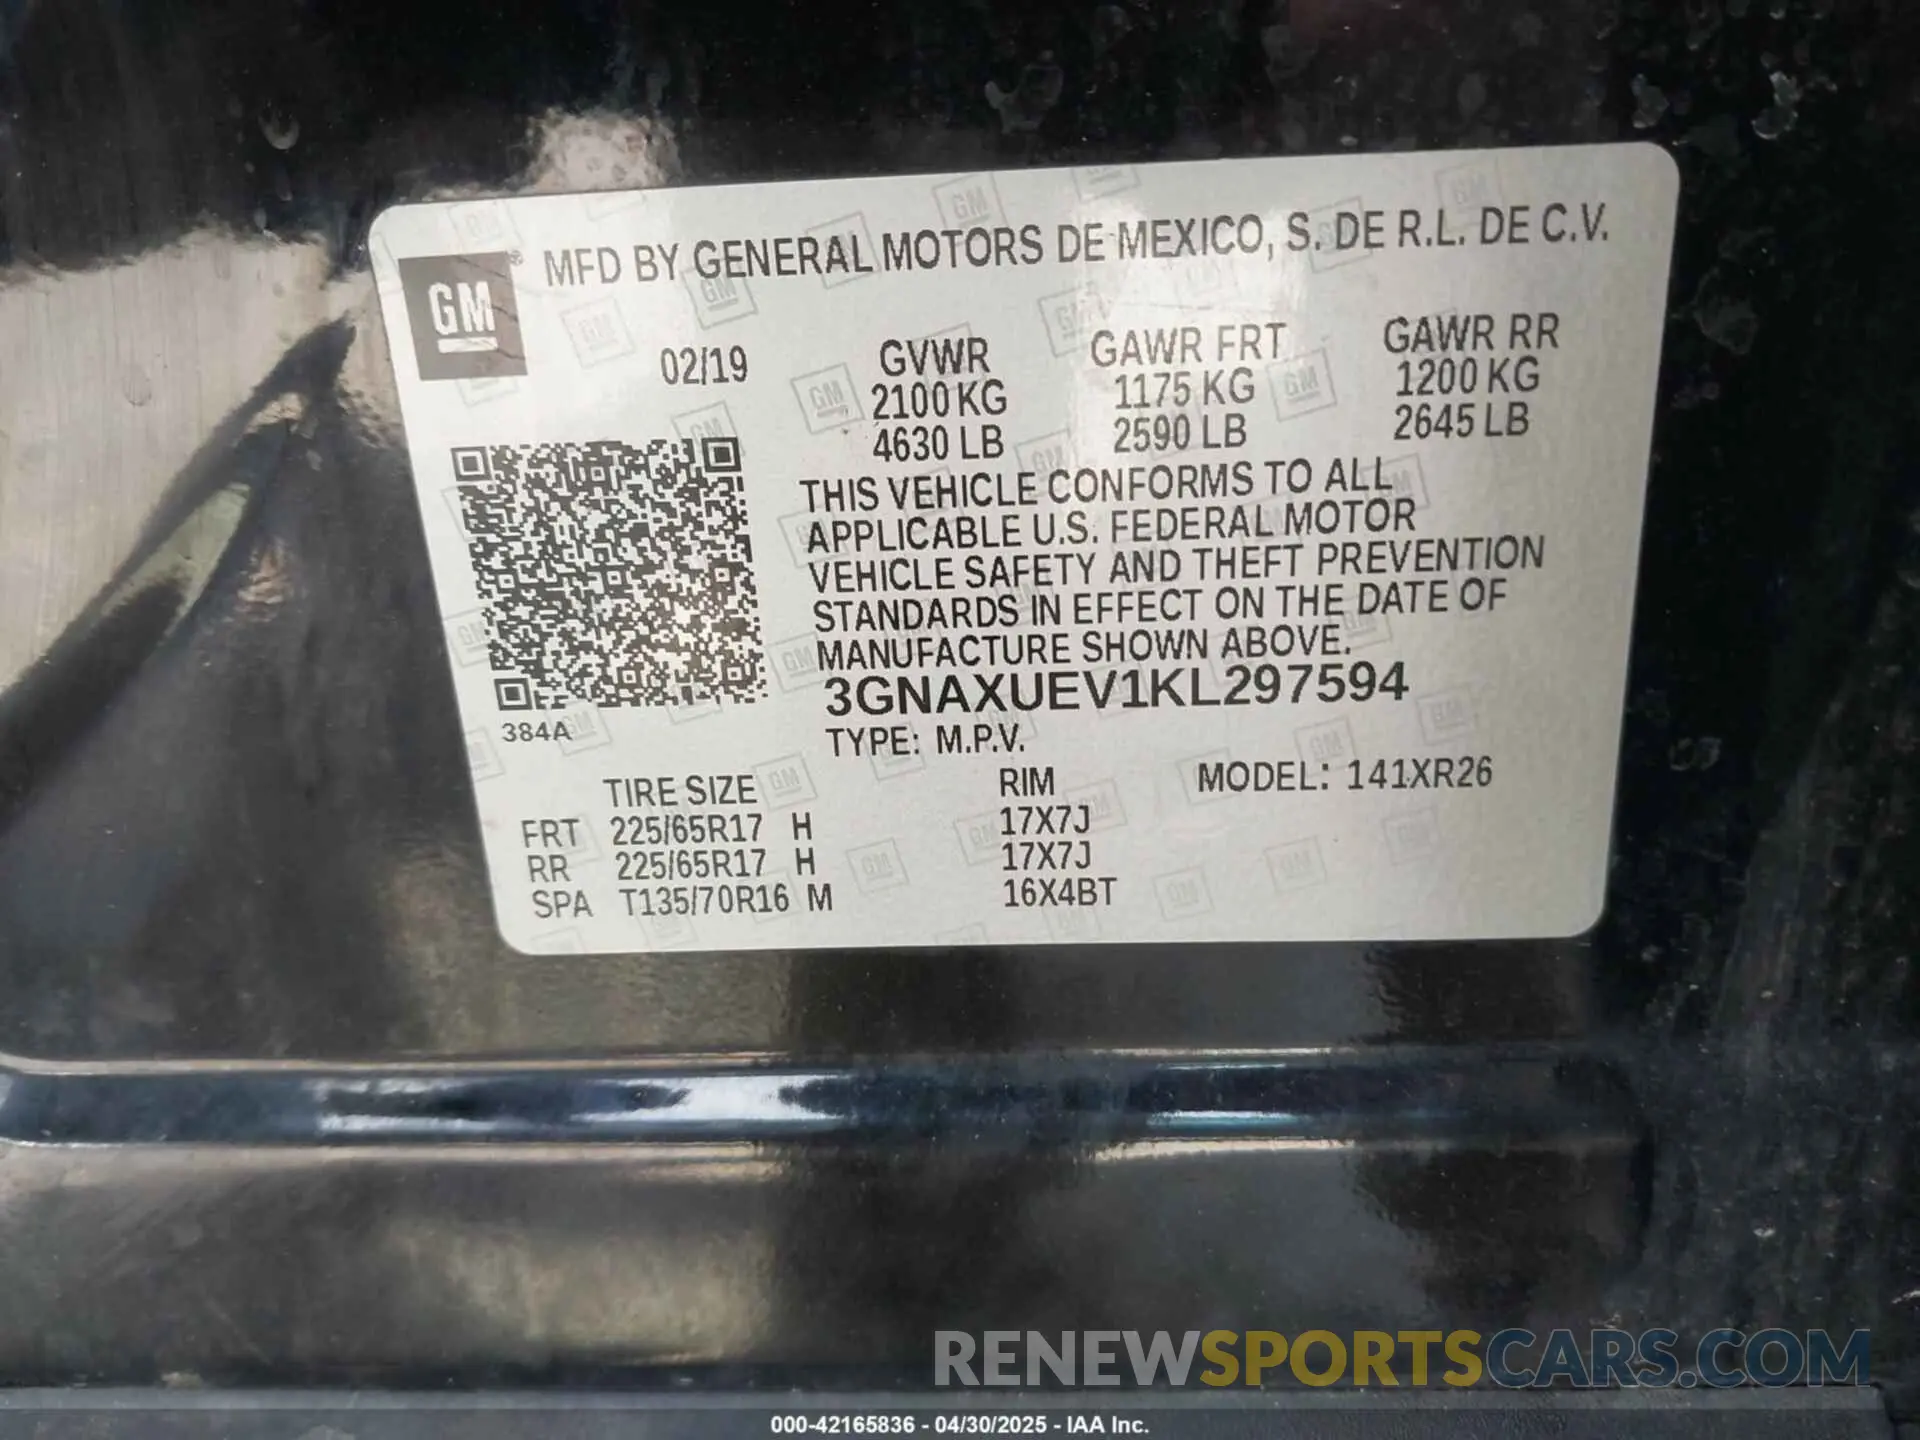 GM® MFD BY GENERAL MOTORS DE MEXICO, S. DE R.L. DE C.V.
02/19 GVWR GAWR FRT GAWR RR
2100 KG 1175 KG 1200 KG
4630 LB 2590 LB 2645 LB
THIS VEHICLE CONFORMS TO ALL
APPLICABLE U.S. FEDERAL MOTOR
VEHICLE SAFETY AND THEFT PREVENTION
STANDARDS IN EFFECT ON THE DATE OF
MANUFACTURE SHOWN ABOVE.
3GNAXUEV1KL297594
384A
TYPE: M.P.V.
TIRE SIZE RIM MODEL: 141XR26
FRT 225/65R17 H 17X7J
RR 225/65R17 H 17X7J
SPA T135/70R16 M 16X4BT
RENEWSPORTSCARS.COM
000-42165836 - 04/30/2025 - IAA Inc.